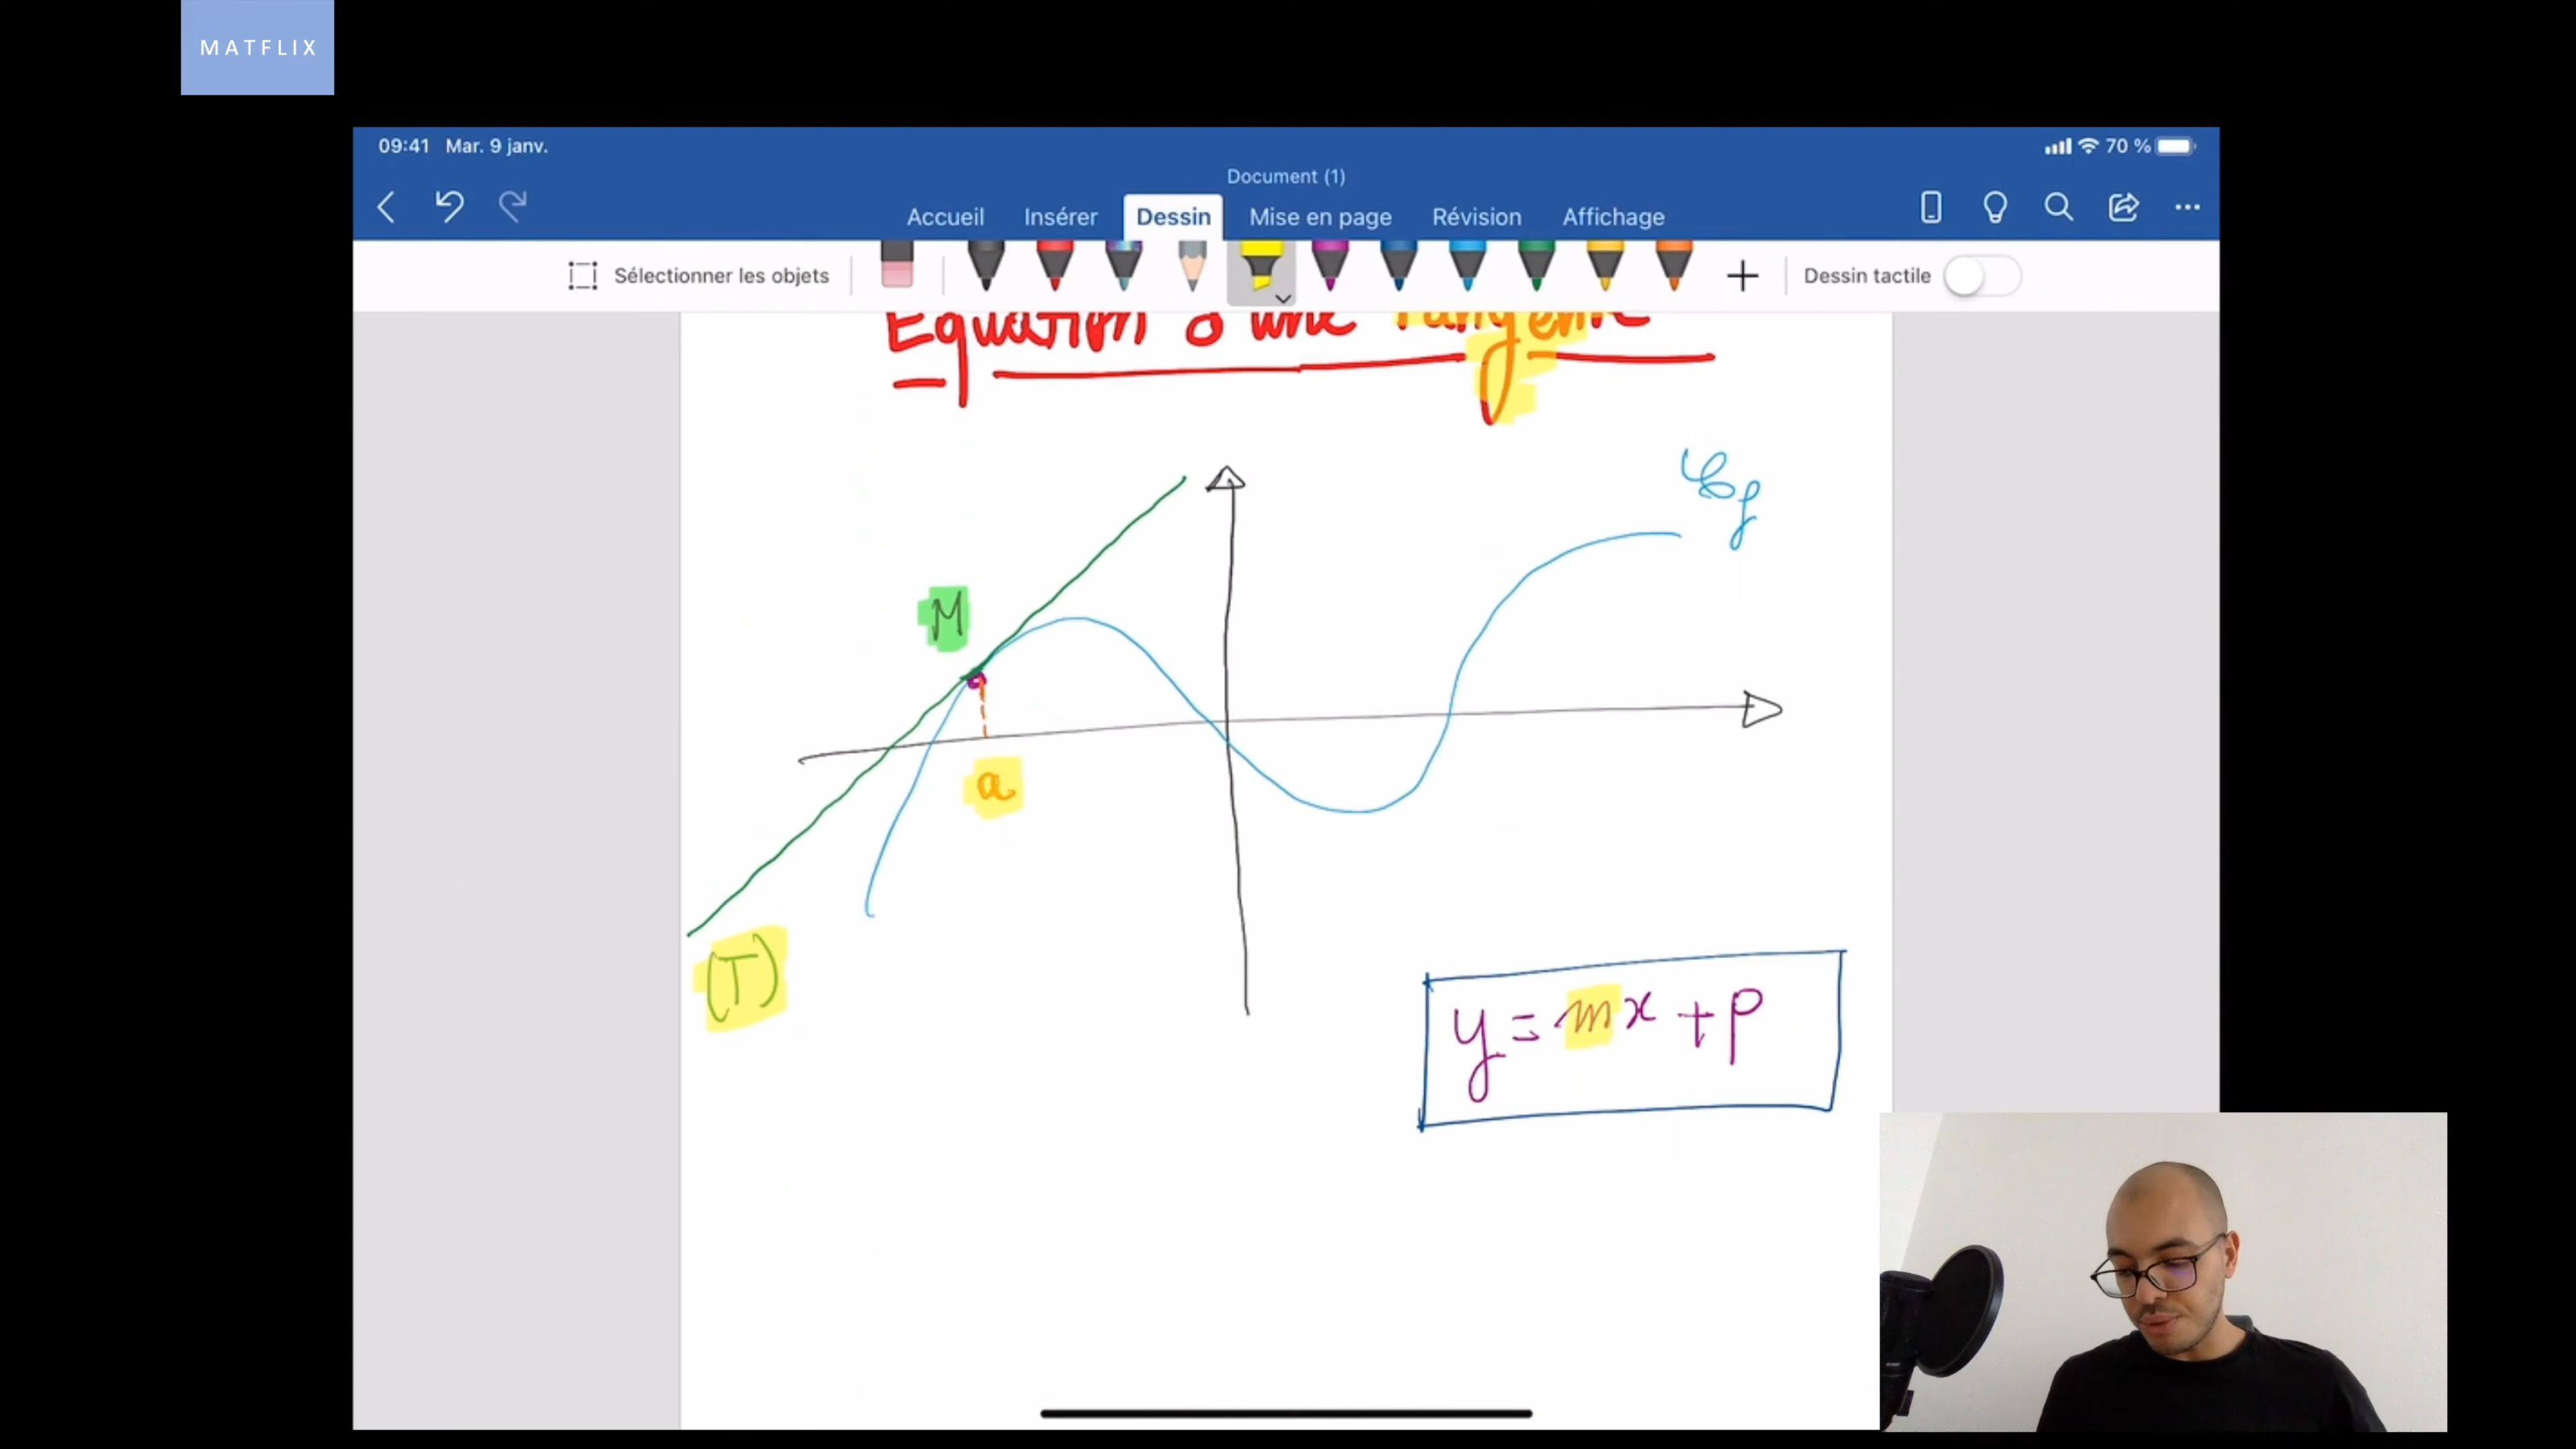 MATFLIX
09:41 Mar. 9 janv.
70 %
Document (1)
Accueil Insérer Dessin Mise en page Révision Affichage
Sélectionner les objets
Dessin tactile
Equation d'une Tangente
𝒞f
M
a
(T)
y = mx + p